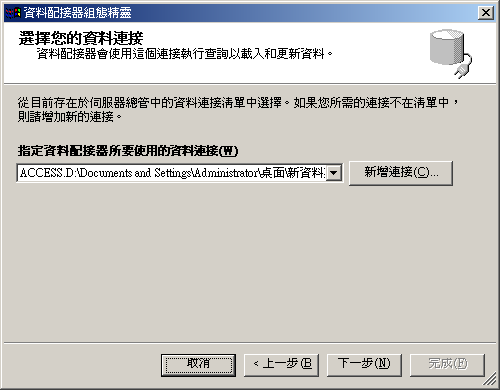 資料配接器組態精靈
選擇您的資料連接
資料配接器會使用這個連接執行查詢以載入和更新資料。
從目前存在於伺服器總管中的資料連接清單中選擇。如果您所需的連接不在清單中，
則請增加新的連接。
指定資料配接器所要使用的資料連接(W)
ACCESS.D:\Documents and Settings\Administrator\桌面\新資料
新增連接(C)...
取消
< 上一步(B
下一步(N)
完成(F)